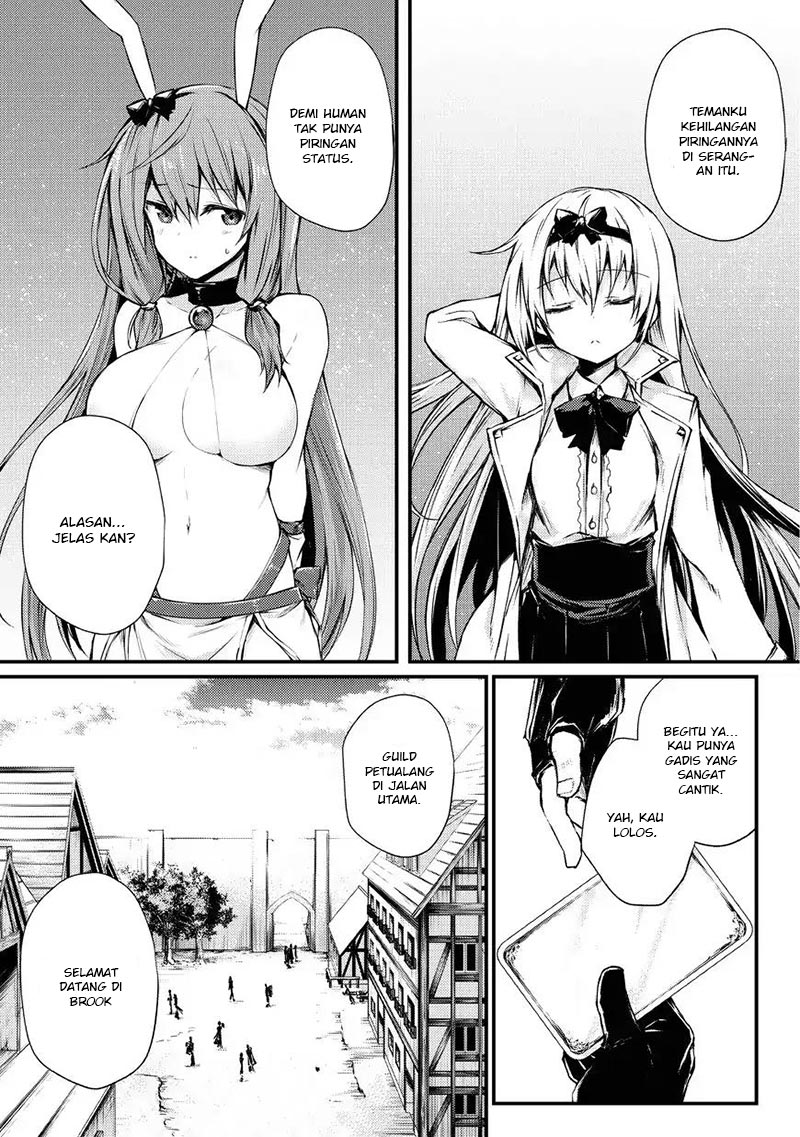 TEMANKU
KEHILANGAN
PIRINGANNYA
DI SERANG-
AN ITU.
DEMI HUMAN
TAK PUNYA
PIRINGAN
STATUS.
ALASAN...
JELAS KAN?
BEGITU YA...
KAU PUNYA
GADIS YANG
SANGAT
CANTIK.
YAH, KAU
LOLOS.
GUILD
PETUALANG
DI JALAN
UTAMA.
SELAMAT
DATANG DI
BROOK